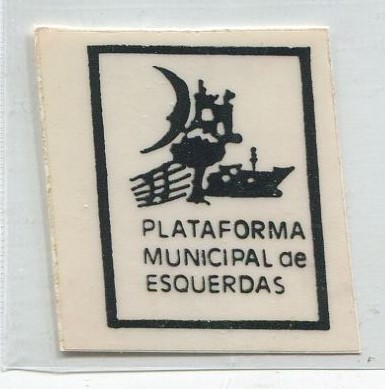 PLATAFORMA
MUNICIPAL de
ESQUERDAS